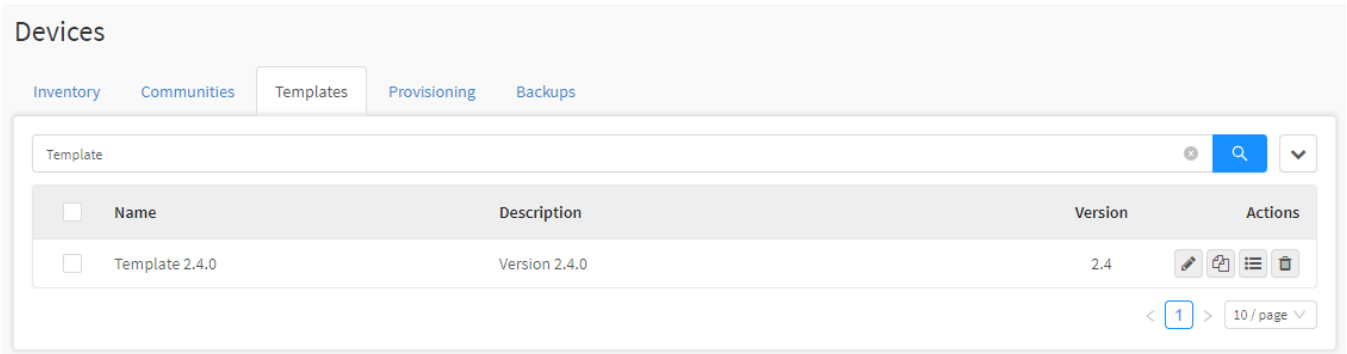 Devices
Inventory Communities Templates Provisioning Backups
Template
Name Description Version Actions
Template 2.4.0 Version 2.4.0 2.4
< 1 > 10 / page